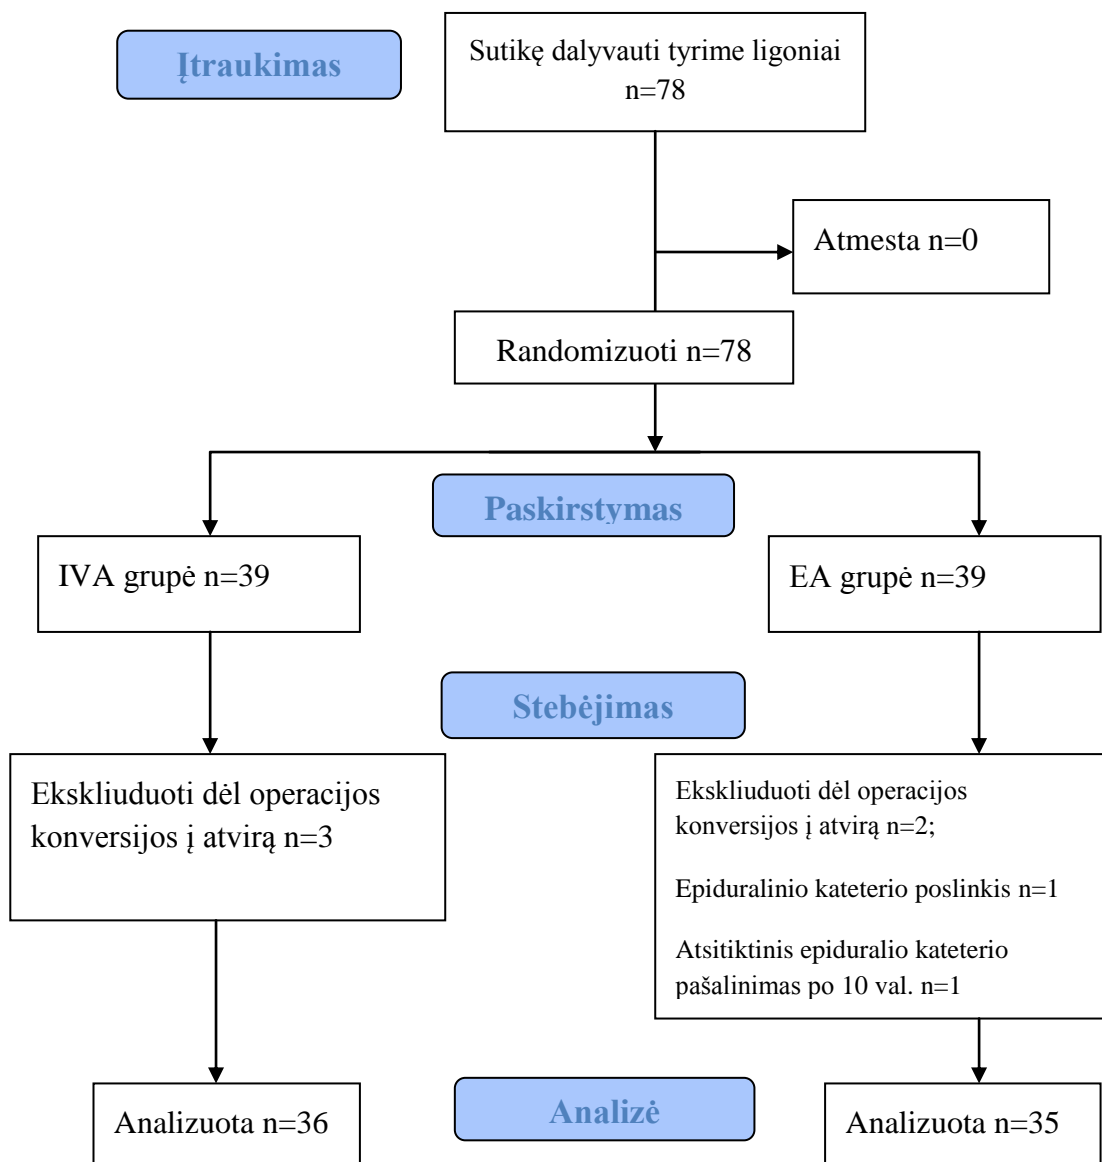 Įtraukimas
Sutikę dalyvauti tyrime ligoniai
n=78
Atmesta n=0
Randomizuoti n=78
Paskirstymas
IVA grupė n=39
EA grupė n=39
Stebėjimas
Ekskliuduoti dėl operacijos
konversijos į atvirą n=3
Ekskliuduoti dėl operacijos
konversijos į atvirą n=2;
Epiduralinio kateterio poslinkis n=1
Atsitiktinis epiduralio kateterio
pašalinimas po 10 val. n=1
Analizuota n=36
Analizė
Analizuota n=35